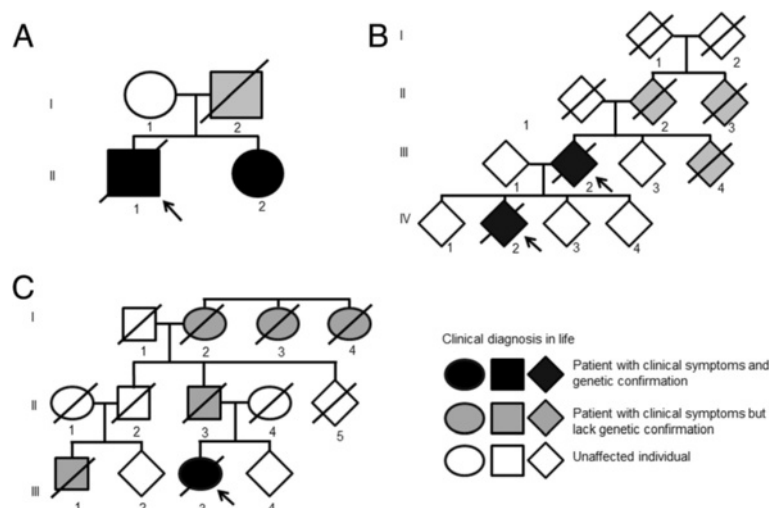 A
I
1
2
II
1
2
B
I
1
2
II
1
2
3
III
1
2
3
4
IV
1
2
3
4
C
I
1
2
3
4
II
1
2
3
4
5
III
1
2
3
4
Clinical diagnosis in life
Patient with clinical symptoms and
genetic confirmation
Patient with clinical symptoms but
lack genetic confirmation
Unaffected individual